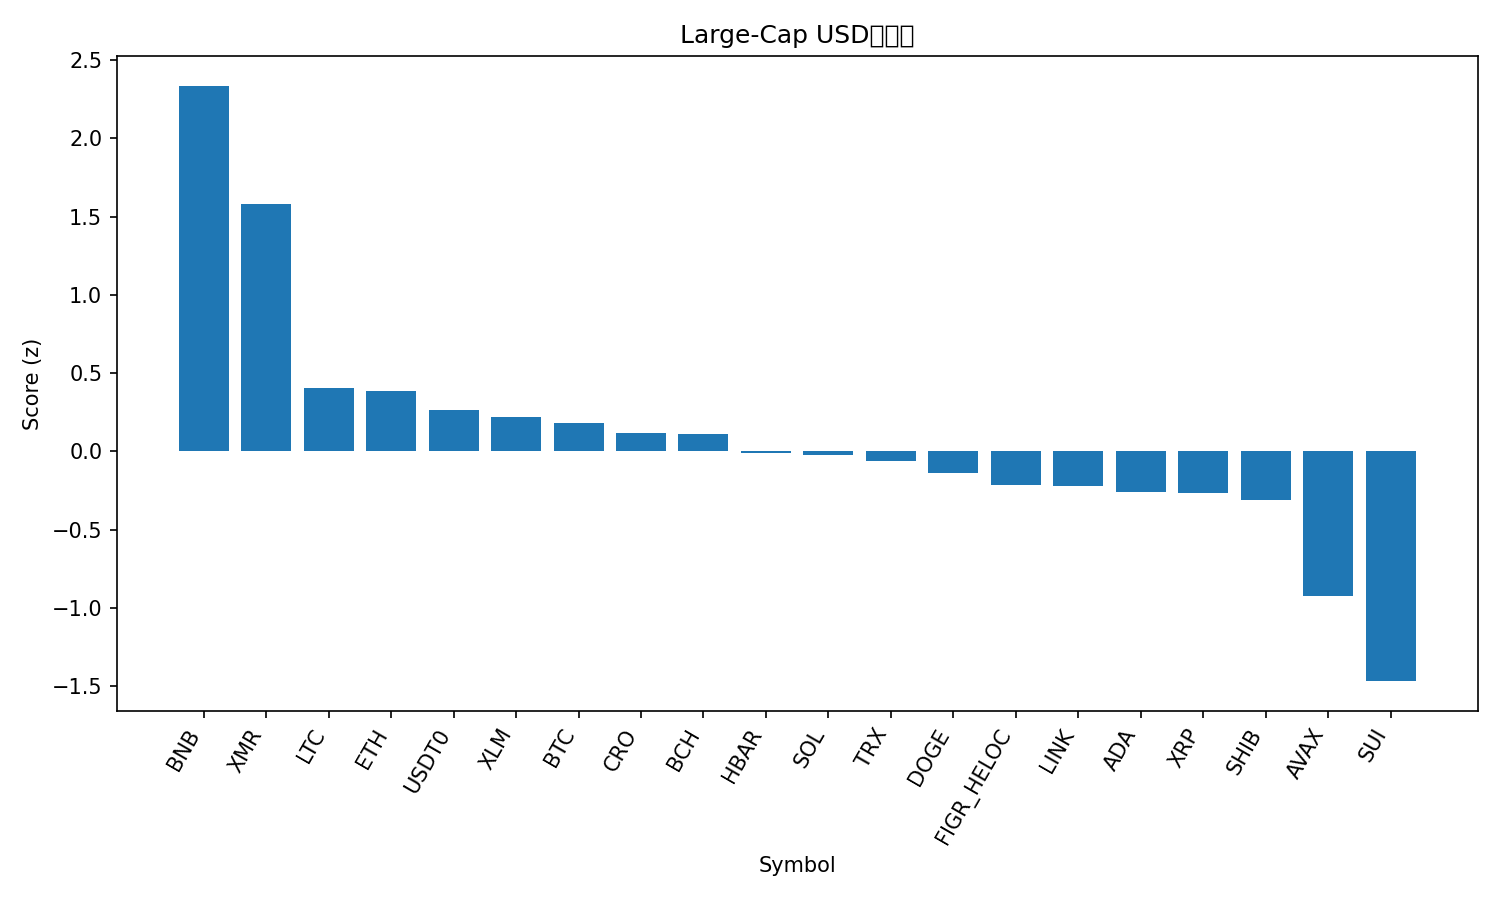 Large-Cap USD
2.5
2.0
1.5
1.0
0.5
0.0
−0.5
−1.0
−1.5
Score (z)
BNB
XMR
LTC
ETH
USDT0
XLM
BTC
CRO
BCH
HBAR
SOL
TRX
DOGE
FIGR_HELOC
LINK
ADA
XRP
SHIB
AVAX
SUI
Symbol